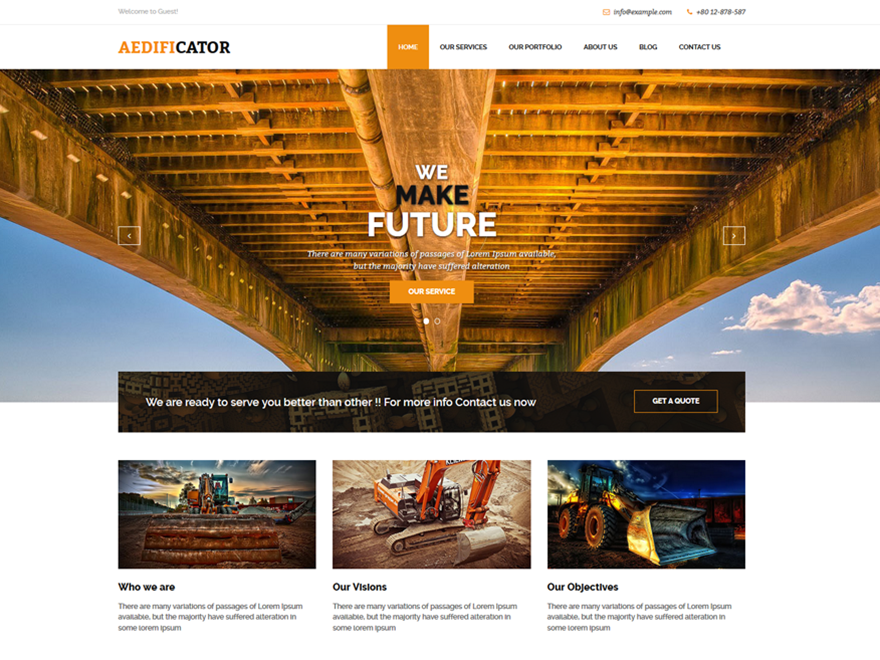 Welcome to Guest!
info@example.com
+80 12-878-587
AEDIFICATOR
HOME
OUR SERVICES
OUR PORTFOLIO
ABOUT US
BLOG
CONTACT US
WE
MAKE
FUTURE
There are many variations of passages of Lorem Ipsum available,
but the majority have suffered alteration
OUR SERVICE
We are ready to serve you better than other !! For more info Contact us now
GET A QUOTE
Who we are
There are many variations of passages of Lorem Ipsum
available, but the majority have suffered alteration in
some lorem ipsum
Our Visions
There are many variations of passages of Lorem Ipsum
available, but the majority have suffered alteration in
some lorem ipsum
Our Objectives
There are many variations of passages of Lorem Ipsum
available, but the majority have suffered alteration in
some lorem ipsum